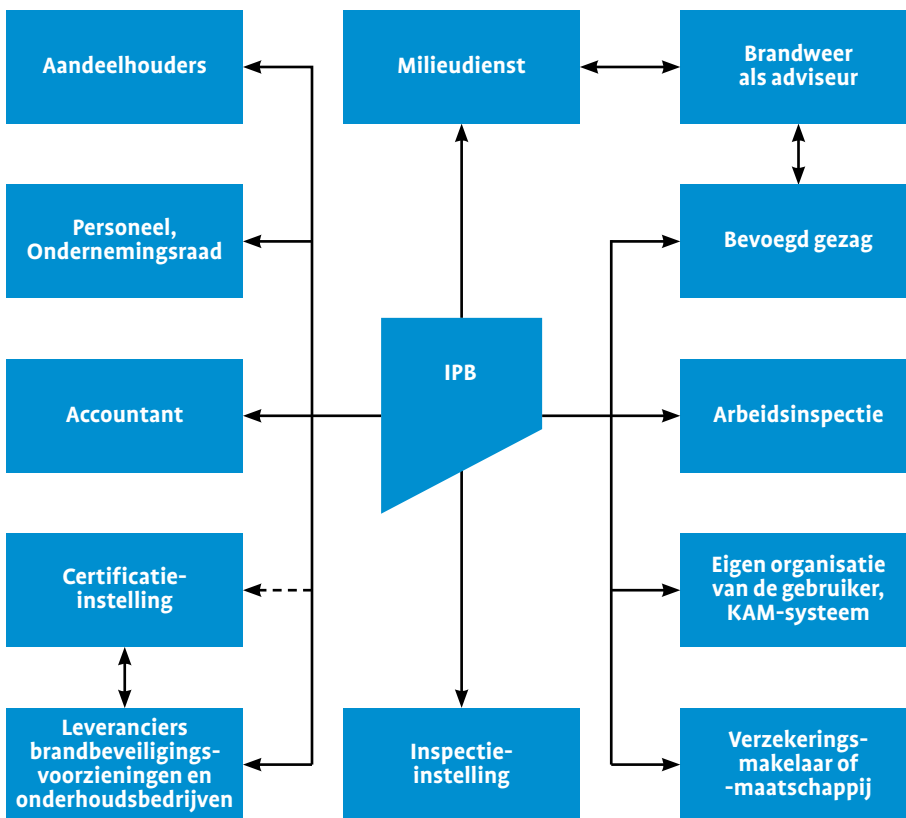 Aandeelhouders
Milieudienst
Brandweer
als adviseur
Personeel,
Ondernemingsraad
Bevoegd gezag
IPB
Accountant
Arbeidsinspectie
Certificatie-
instelling
Eigen organisatie
van de gebruiker,
KAM-systeem
Leveranciers
brandbeveiligings-
voorzieningen en
onderhoudsbedrijven
Inspectie-
instelling
Verzekerings-
makelaar of
-maatschappij